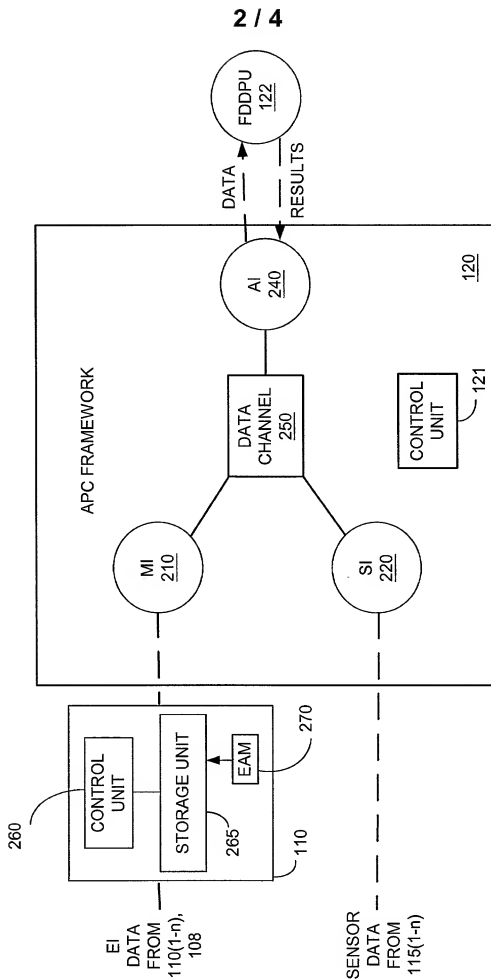 2 / 4
APC FRAMEWORK
MI
210
DATA
CHANNEL
250
AI
240
SI
220
CONTROL
UNIT
121
120
DATA
RESULTS
FDDPU
122
260
CONTROL
UNIT
STORAGE UNIT
265
EAM
270
110
EI
DATA
FROM
110(1-n),
108
SENSOR
DATA
FROM
115(1-n)